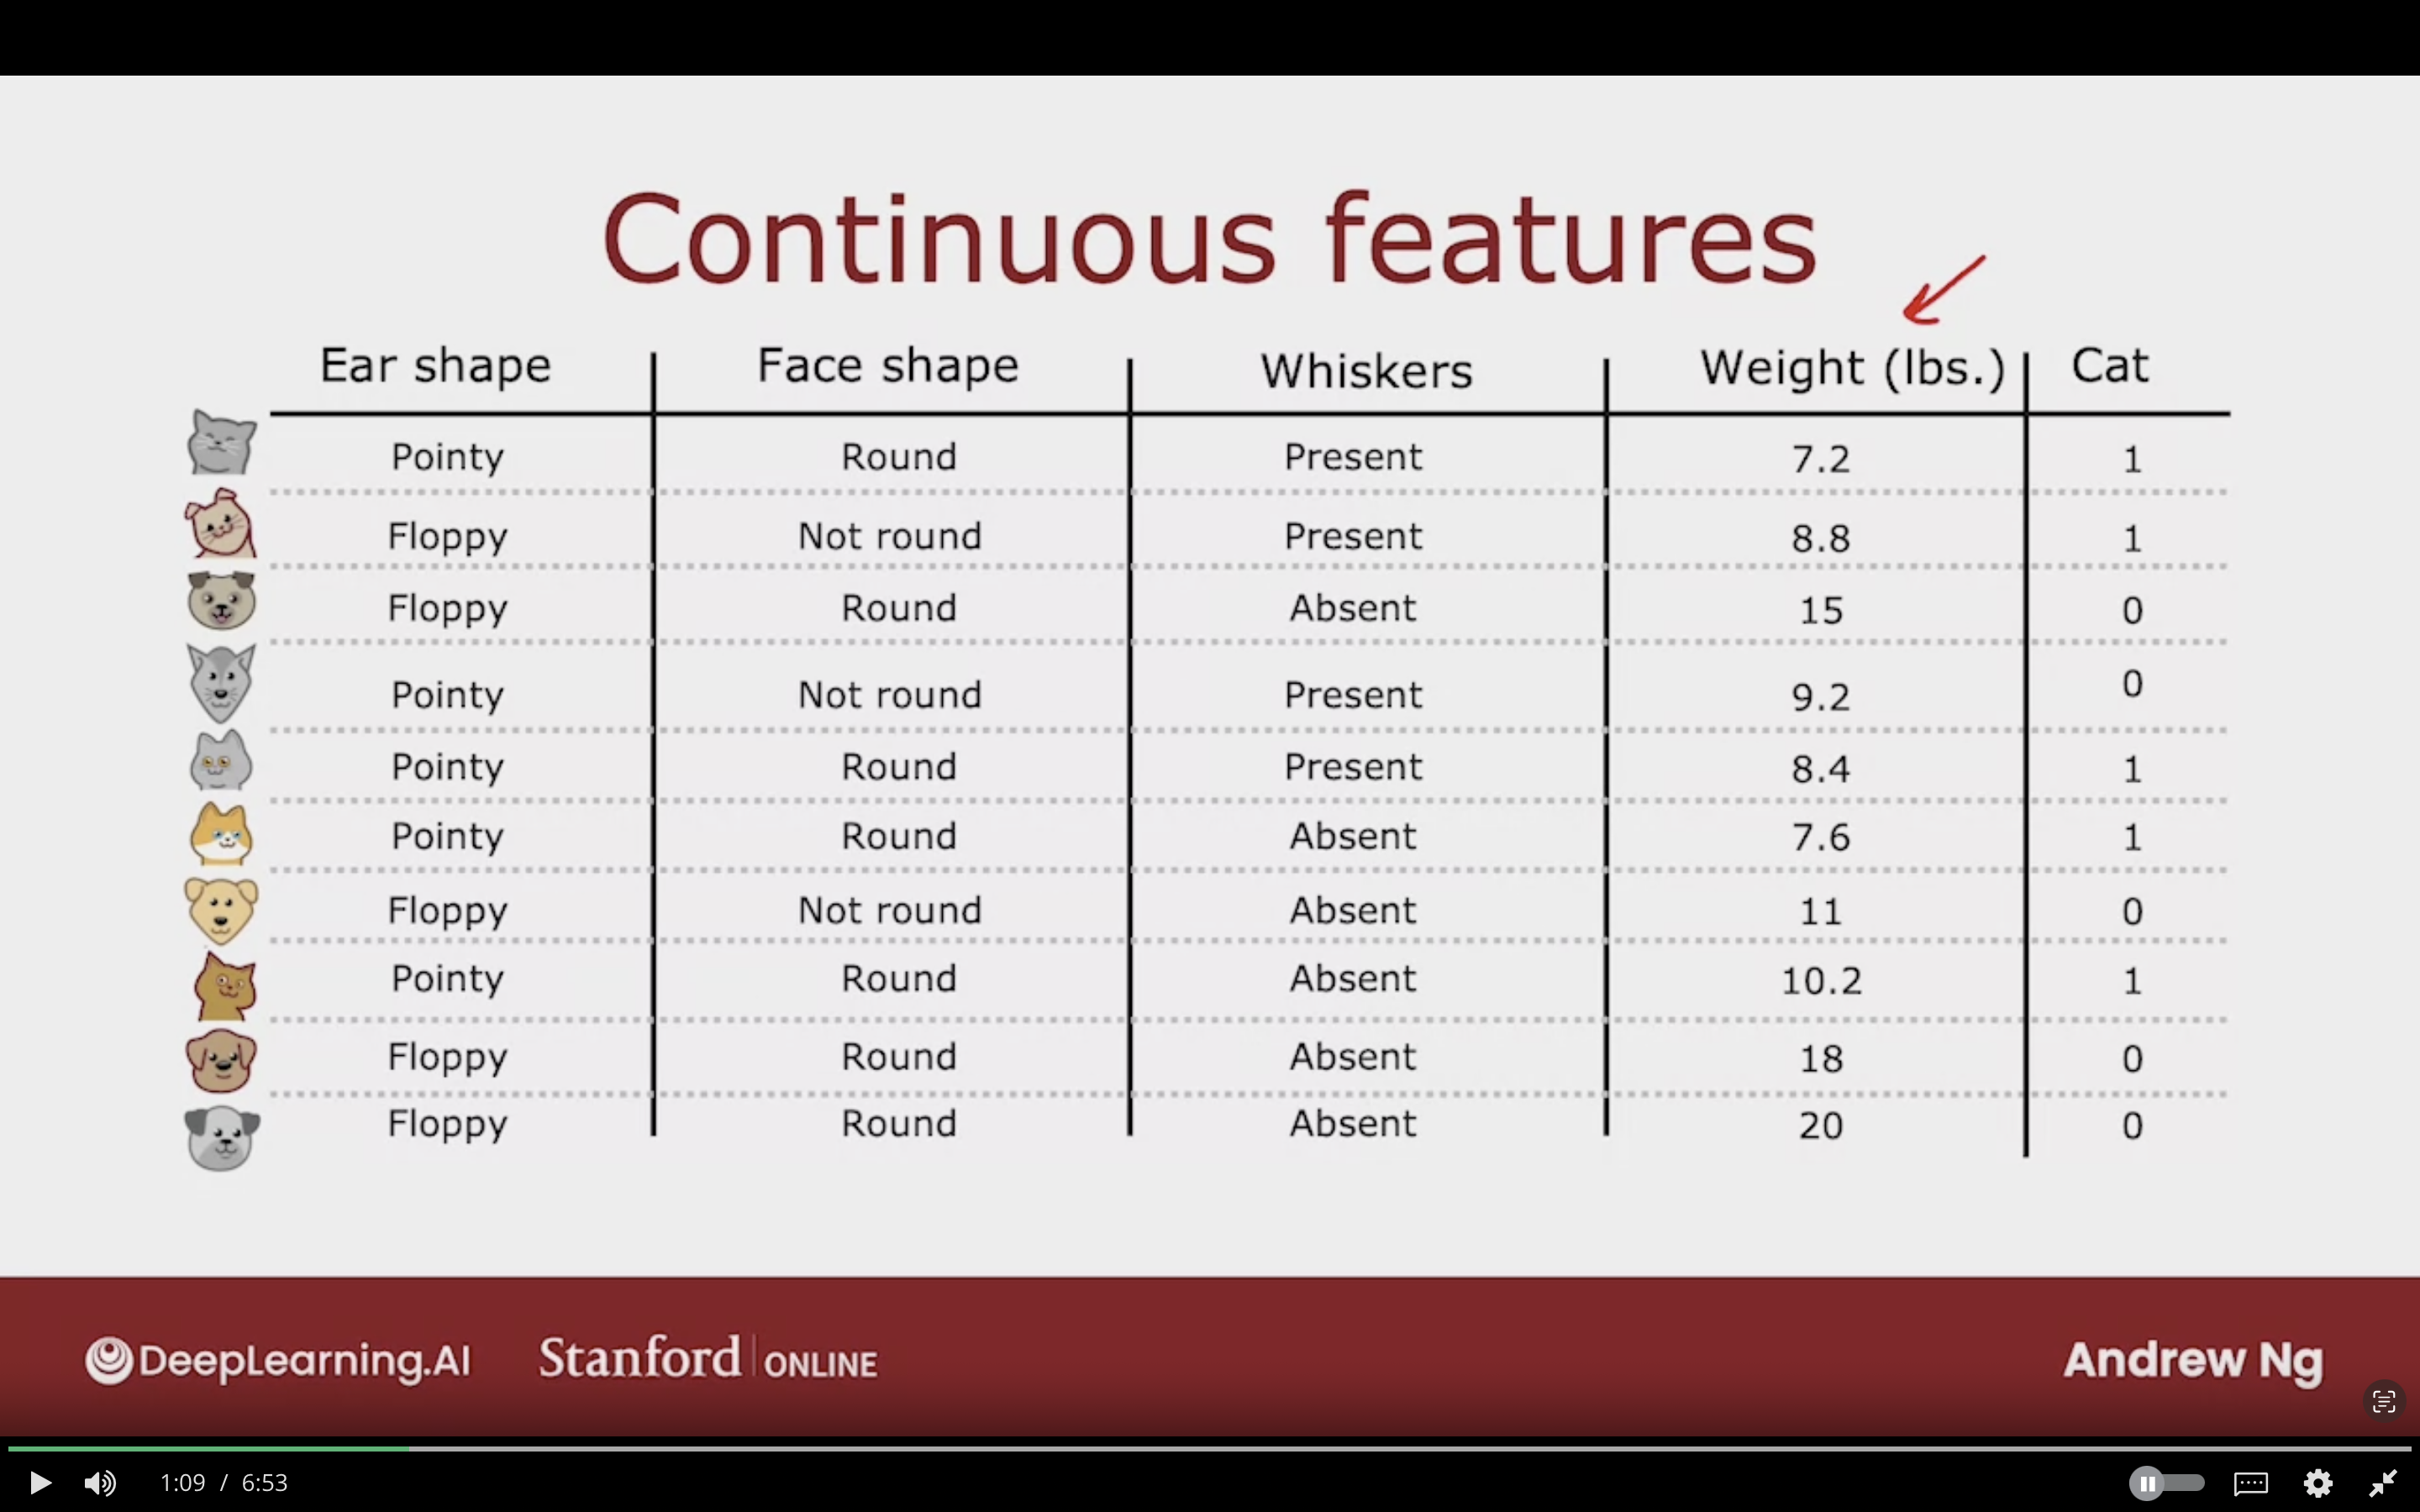 Continuous features
Ear shape Face shape Whiskers Weight (lbs.) Cat
Pointy Round Present 7.2 1
Floppy Not round Present 8.8 1
Floppy Round Absent 15 0
Pointy Not round Present 9.2 0
Pointy Round Present 8.4 1
Pointy Round Absent 7.6 1
Floppy Not round Absent 11 0
Pointy Round Absent 10.2 1
Floppy Round Absent 18 0
Floppy Round Absent 20 0
DeepLearning.AI Stanford ONLINE Andrew Ng
1:09 / 6:53